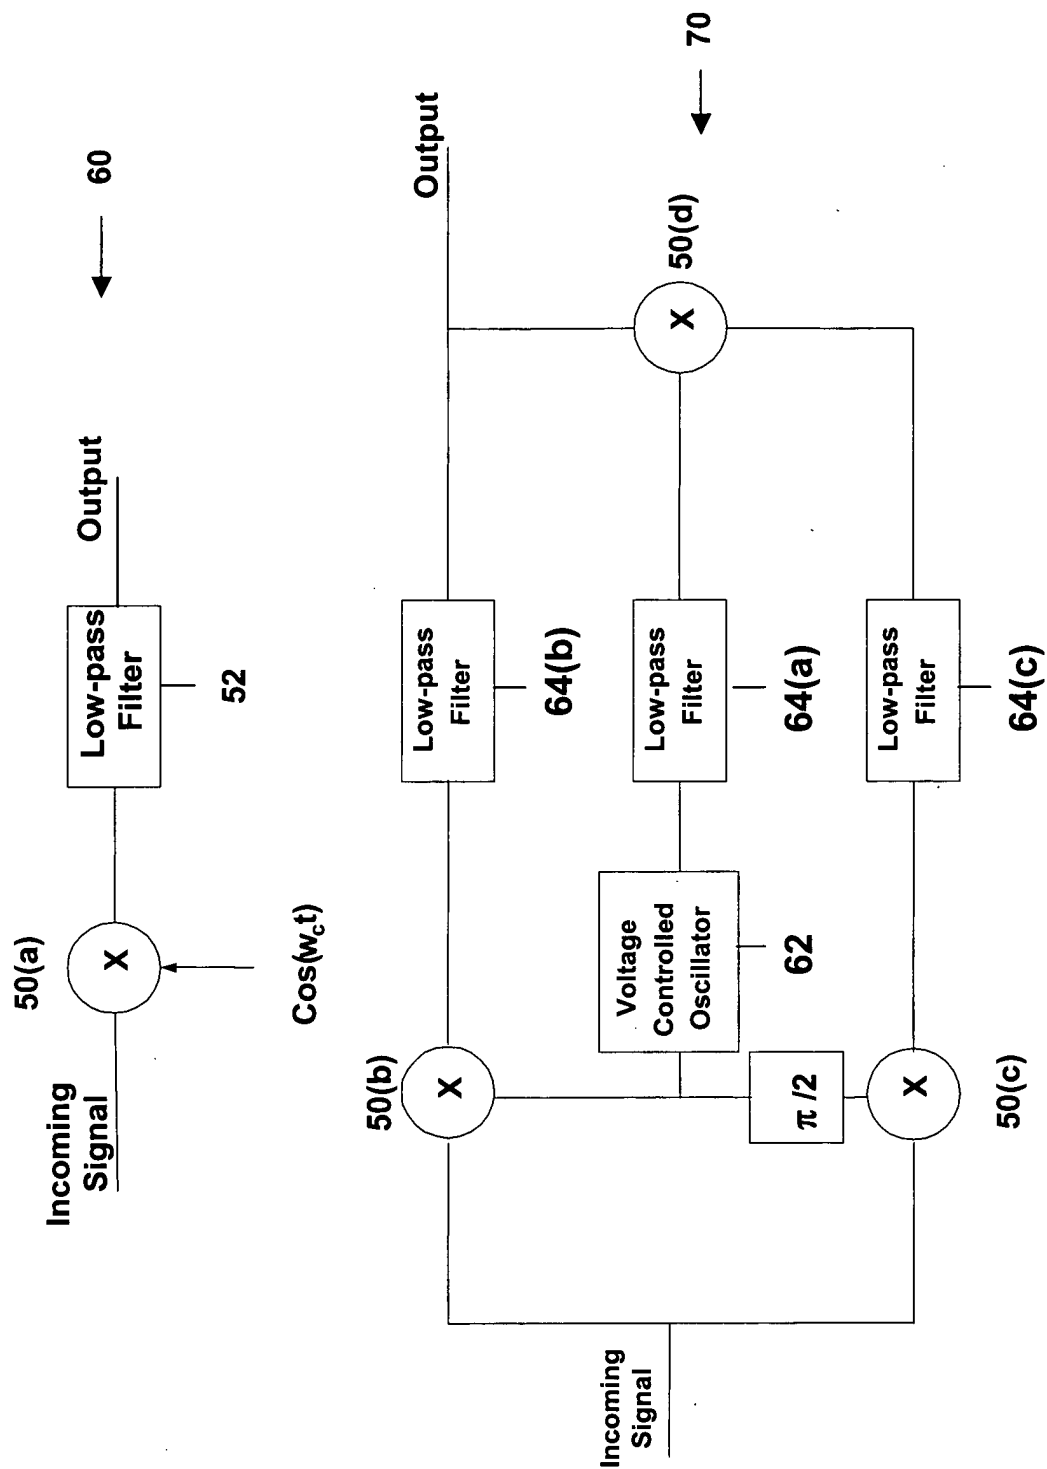 60
50(a)
Incoming
Signal
X
Low-pass
Filter
Output
52
Cos(w_ct)
Output
50(b)
X
Low-pass
Filter
64(b)
50(d)
X
70
Incoming
Signal
Voltage
Controlled
Oscillator
62
Low-pass
Filter
64(a)
π/2
X
50(c)
Low-pass
Filter
64(c)